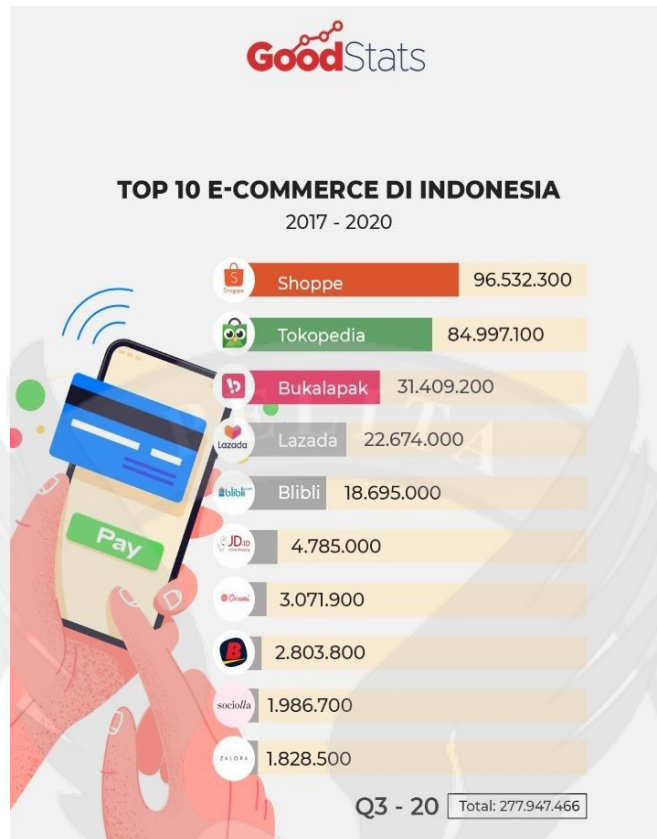 GoodStats
TOP 10 E-COMMERCE DI INDONESIA
2017 - 2020
Shopee
Shoppe 96.532.300
Tokopedia 84.997.100
Bukalapak 31.409.200
Lazada
Lazada 22.674.000
blibli
Blibli 18.695.000
JD.ID 4.785.000
Orami 3.071.900
B 2.803.800
sociolla 1.986.700
ZALORA 1.828.500
Pay
Q3 - 20 Total: 277.947.466